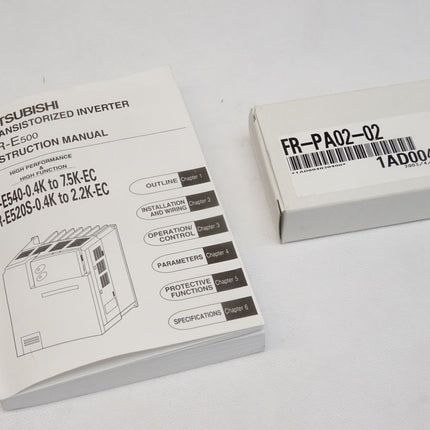 TSUBISHI
ANSISTORIZED INVERTER
R-E500
STRUCTION MANUAL
HIGH PERFORMANCE
&
HIGH FUNCTION
-E540-0.4K to 7.5K-EC
R-E520S-0.4K to 2.2K-EC
OUTLINE Chapter 1
INSTALLATION
AND WIRING Chapter 2
OPERATION/
CONTROL Chapter 3
PARAMETERS Chapter 4
PROTECTIVE
FUNCTIONS Chapter 5
SPECIFICATIONS Chapter 6
FR-PA02-02
1AD004